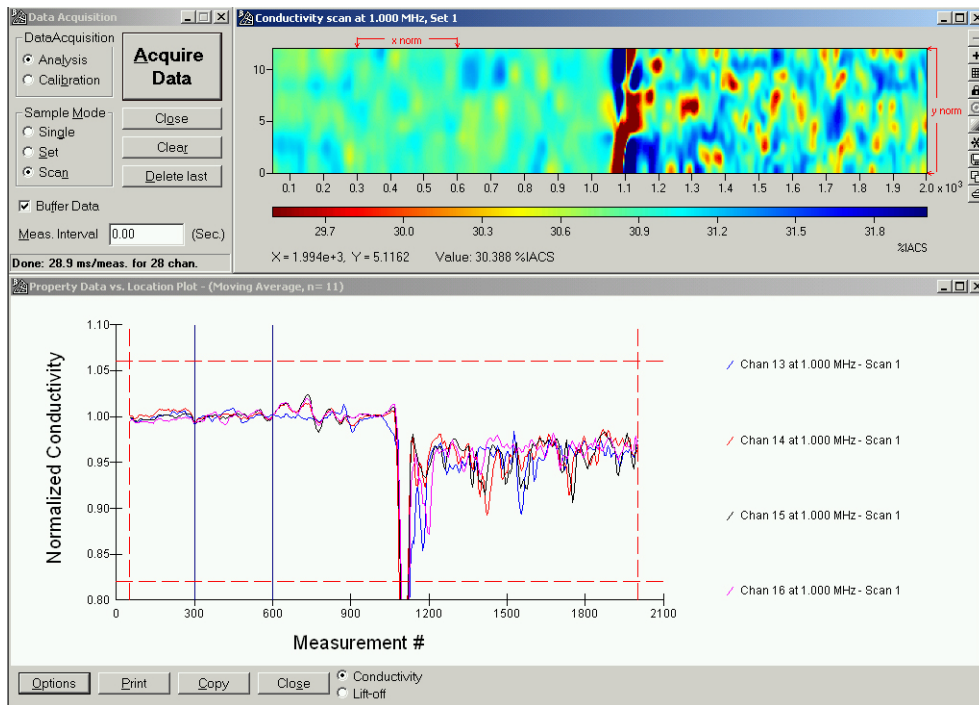 Data Acquisition
DataAcquisition
Analysis
Calibration
Acquire
Data
Sample Mode
Single
Set
Scan
Close
Clear
Delete last
Buffer Data
Meas. Interval 0.00 (Sec.)
Done: 28.9 ms/meas. for 28 chan.
Conductivity scan at 1.000 MHz, Set 1
x norm
10
5
0
y norm
0.1 0.2 0.3 0.4 0.5 0.6 0.7 0.8 0.9 1.0 1.1 1.2 1.3 1.4 1.5 1.6 1.7 1.8 1.9 2.0 x 10³
29.7 30.0 30.3 30.6 30.9 31.2 31.5 31.8
%IACS
X = 1.994e+3, Y = 5.1162 Value: 30.388 %IACS
Property Data vs. Location Plot - (Moving Average, n= 11)
Normalized Conductivity
1.10
1.05
1.00
0.95
0.90
0.85
0.80
0 300 600 900 1200 1500 1800 2100
Measurement #
Chan 13 at 1.000 MHz - Scan 1
Chan 14 at 1.000 MHz - Scan 1
Chan 15 at 1.000 MHz - Scan 1
Chan 16 at 1.000 MHz - Scan 1
Options
Print
Copy
Close
Conductivity
Lift-off